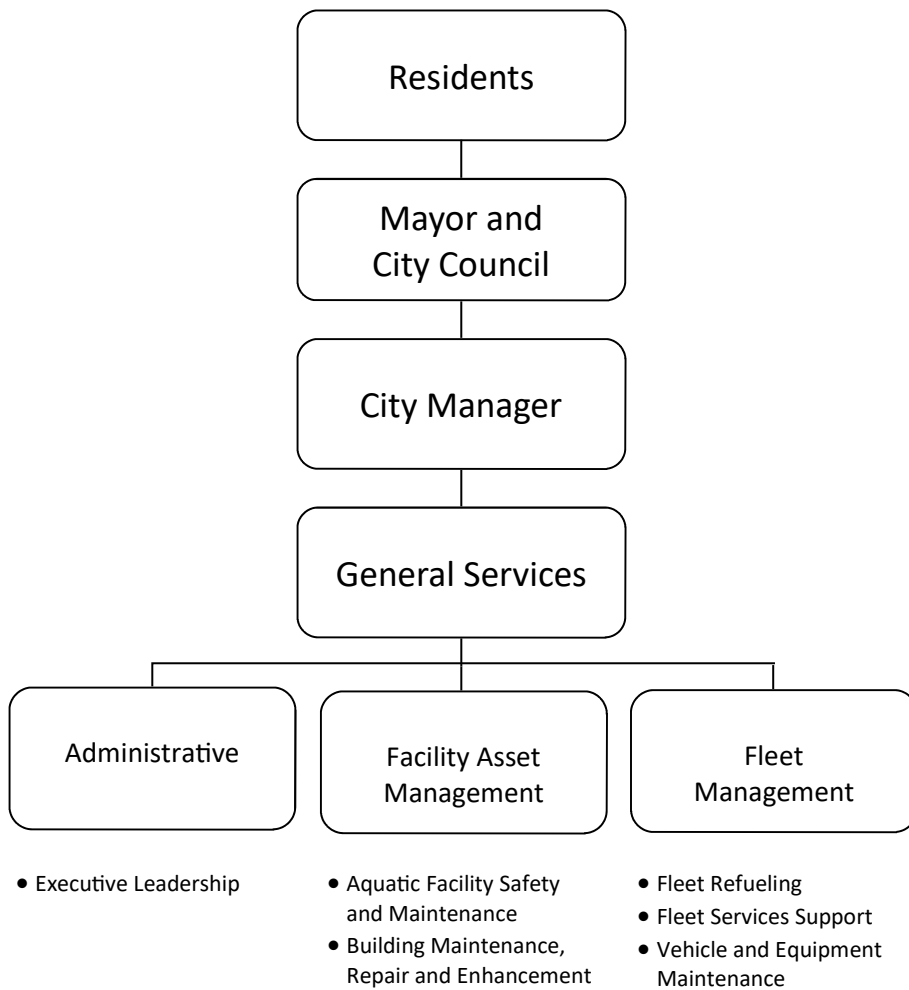 Residents
Mayor and
City Council
City Manager
General Services
Administrative
Facility Asset
Management
Fleet
Management
• Executive Leadership
• Aquatic Facility Safety
and Maintenance
• Building Maintenance,
Repair and Enhancement
• Fleet Refueling
• Fleet Services Support
• Vehicle and Equipment
Maintenance